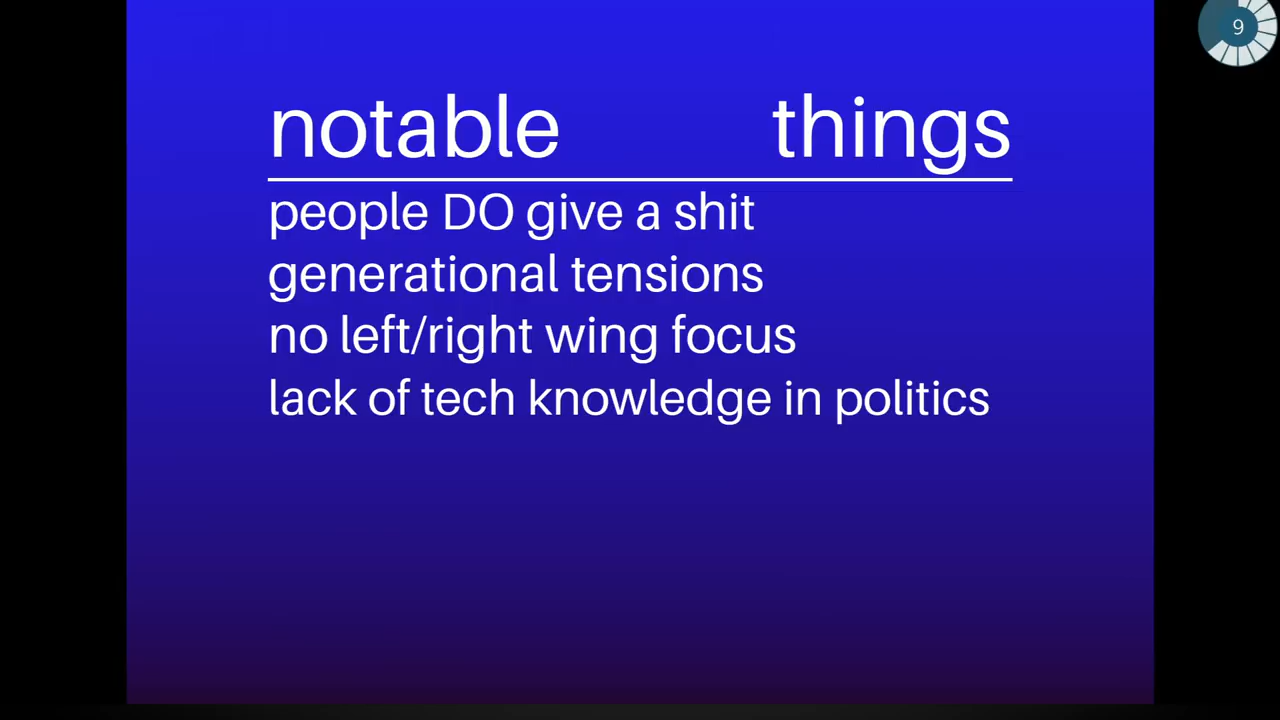 9
notable things
people DO give a shit
generational tensions
no left/right wing focus
lack of tech knowledge in politics